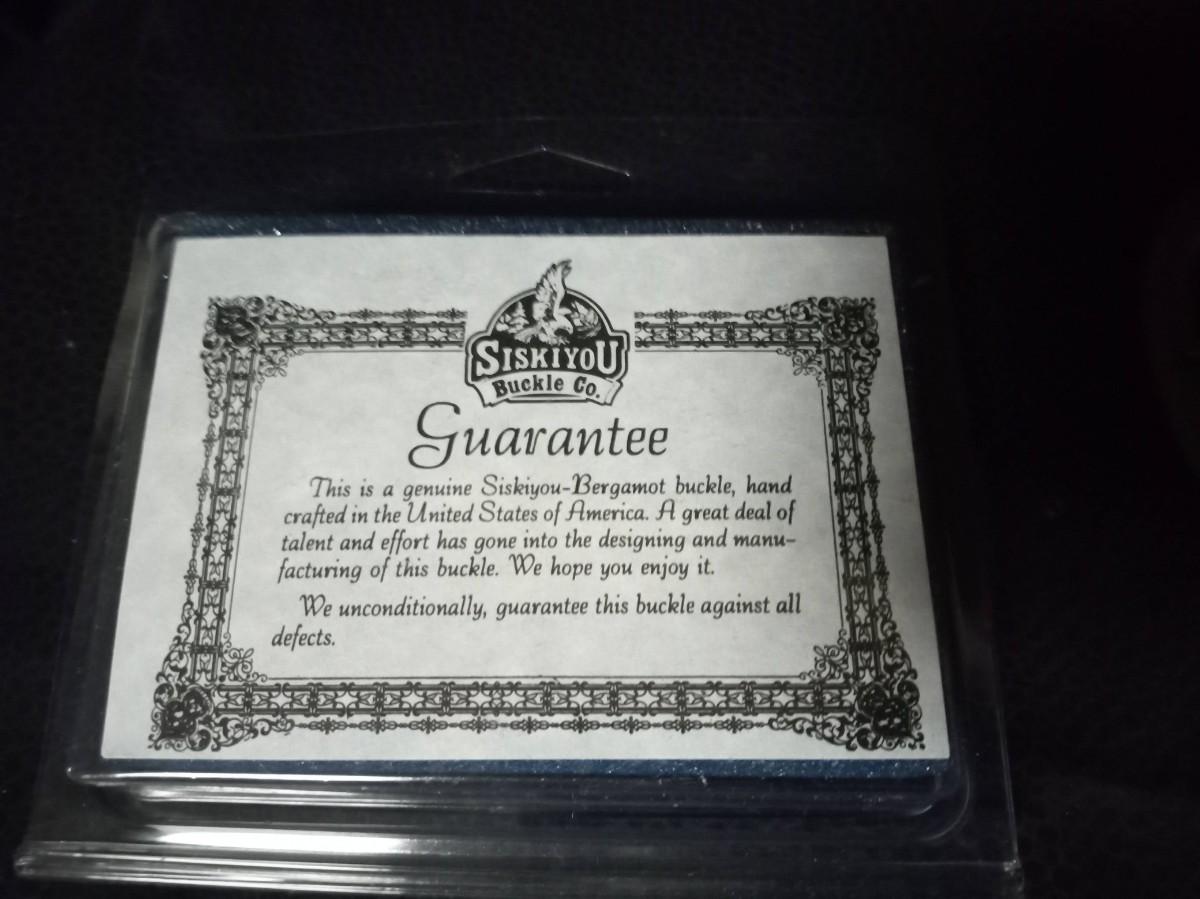 SISKIYOU
Buckle Co.
Guarantee
This is a genuine Siskiyou-Bergamot buckle, hand
crafted in the United States of America. A great deal of
talent and effort has gone into the designing and manu-
facturing of this buckle. We hope you enjoy it.
We unconditionally, guarantee this buckle against all
defects.